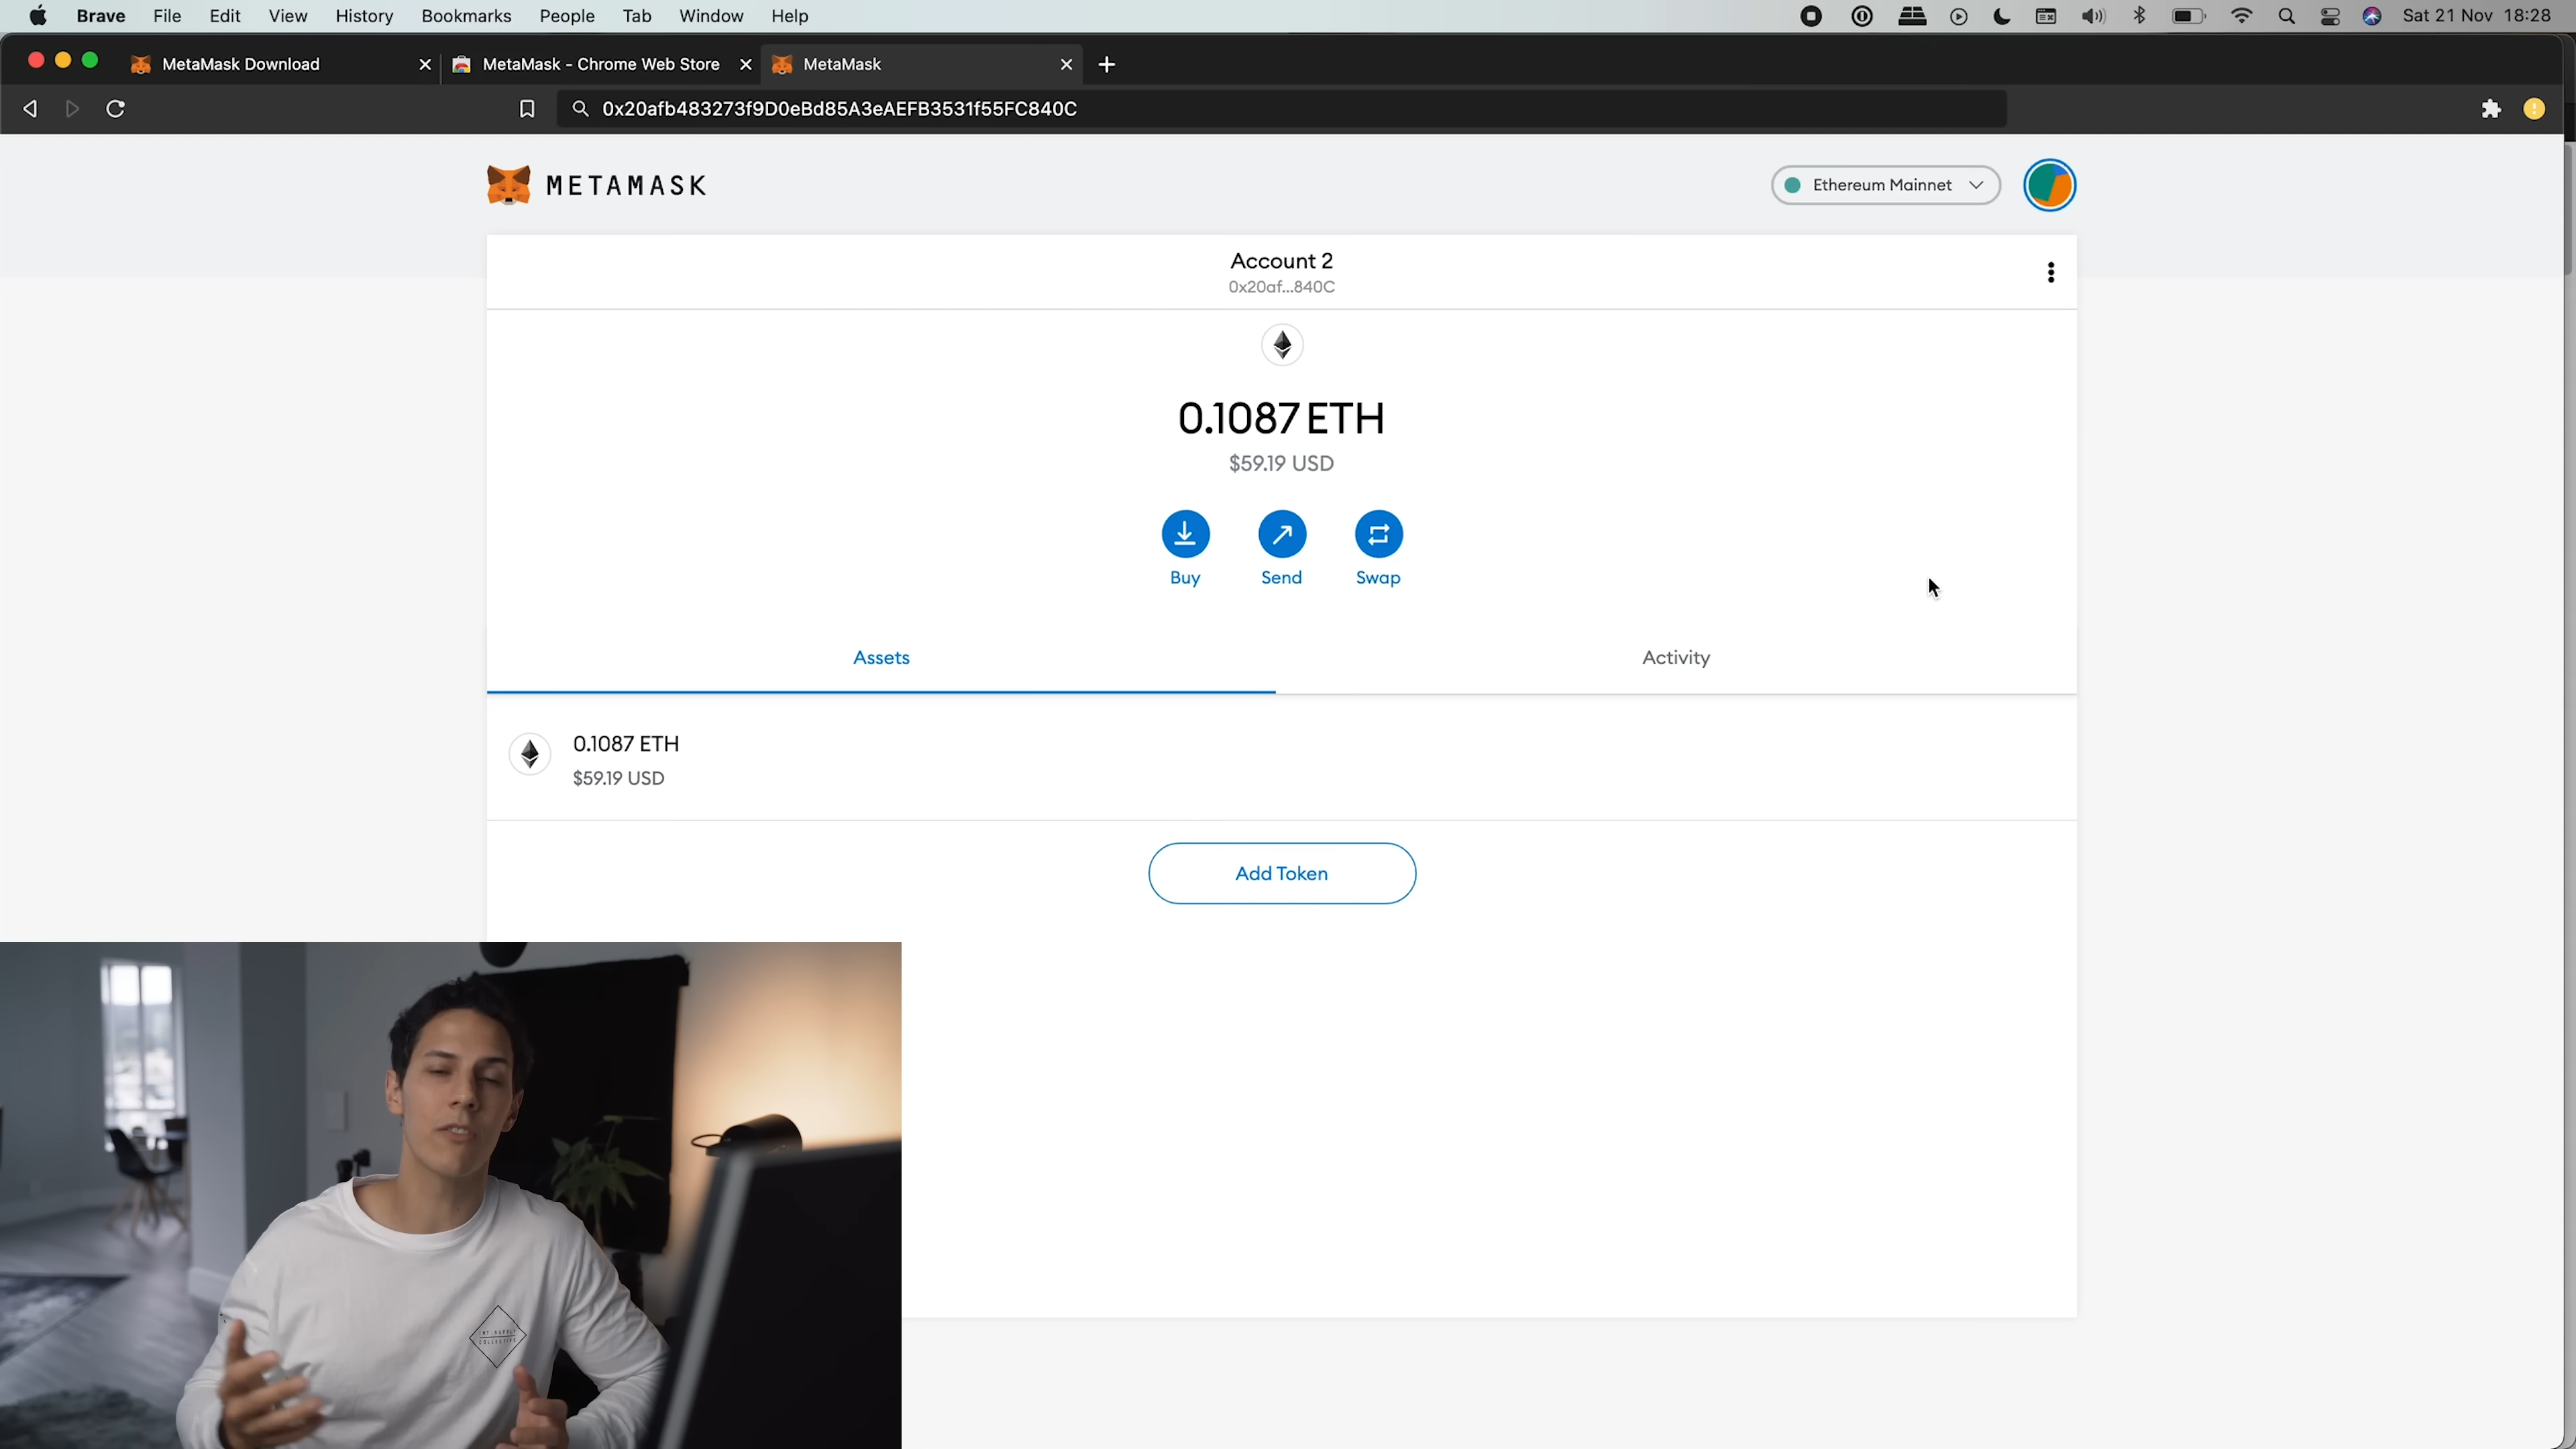 Brave File Edit View History Bookmarks People Tab Window Help Sat 21 Nov 18:28
MetaMask Download MetaMask - Chrome Web Store MetaMask
0x20afb483273f9D0eBd85A3eAEFB3531f55FC840C
METAMASK Ethereum Mainnet
Account 2
0x20af...840C
0.1087 ETH
$59.19 USD
Buy Send Swap
Assets Activity
0.1087 ETH
$59.19 USD
Add Token
COLLECTIVE